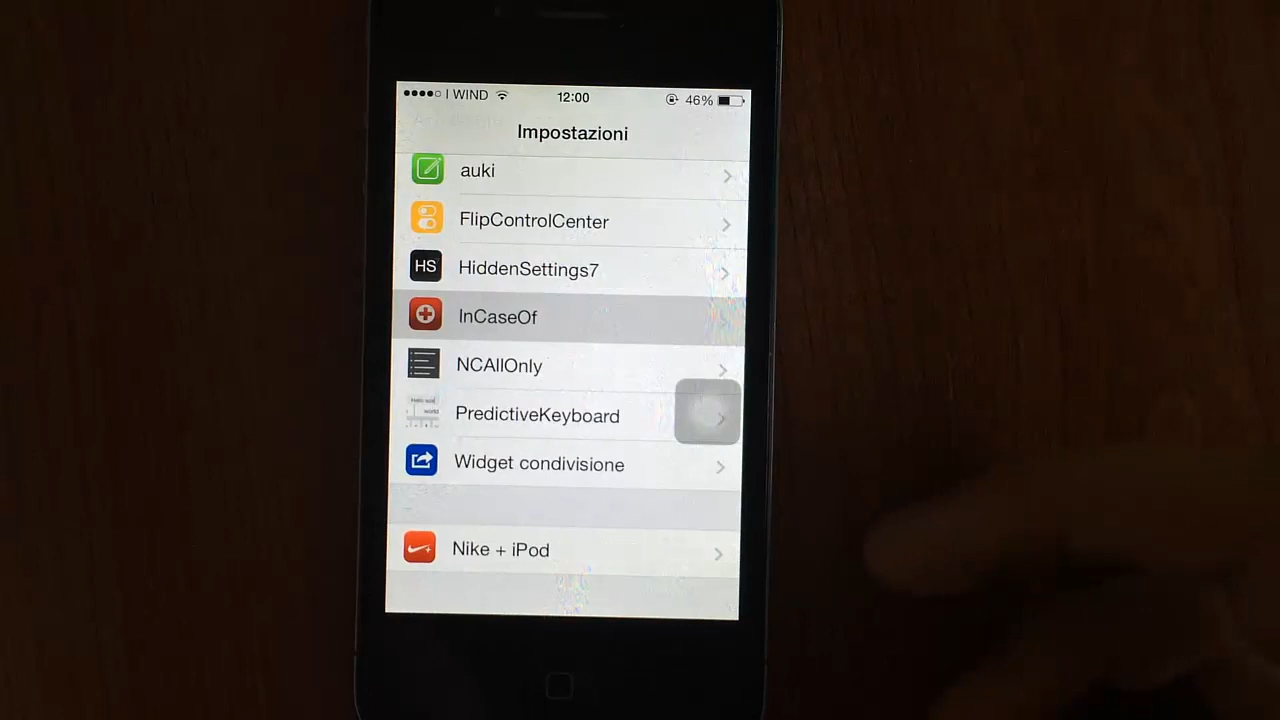 I WIND 12:00 46%
Impostazioni
auki
FlipControlCenter
HS HiddenSettings7
InCaseOf
NCAllOnly
PredictiveKeyboard
Widget condivisione
Nike + iPod